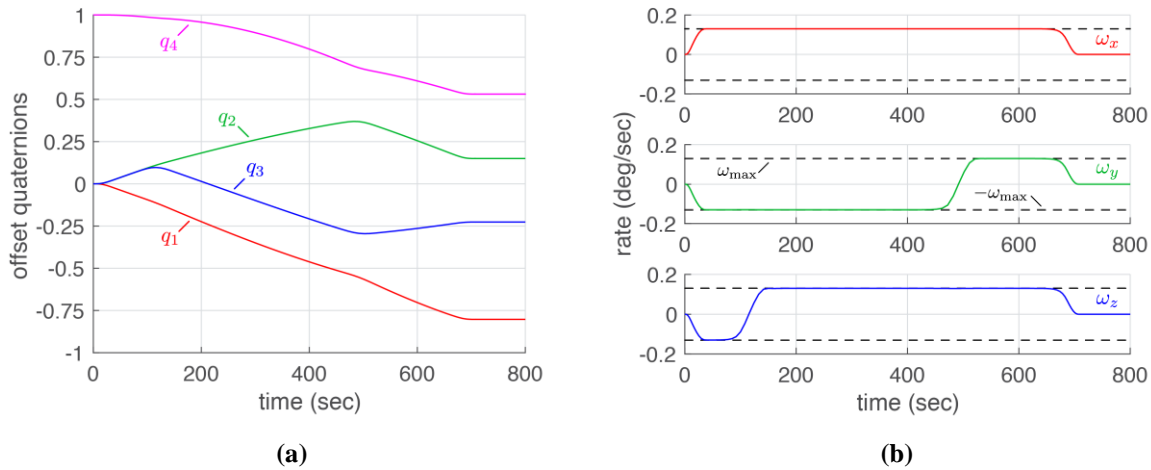 1
0.75
0.5
0.25
0
-0.25
-0.5
-0.75
-1
offset quaternions
q4
q2
q3
q1
0 200 400 600 800
time (sec)
(a)
rate (deg/sec)
0.2
0
-0.2
ωx
0 200 400 600 800
0.2
0
-0.2
ωmax
ωy
−ωmax
0 200 400 600 800
0.2
0
-0.2
ωz
0 200 400 600 800
time (sec)
(b)